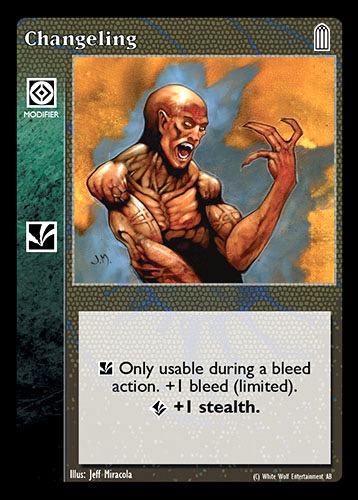 Changeling
MODIFIER
J.M.
Only usable during a bleed
action. +1 bleed (limited).
+1 stealth.
Illus: Jeff Miracola
(C) White Wolf Entertainment AB